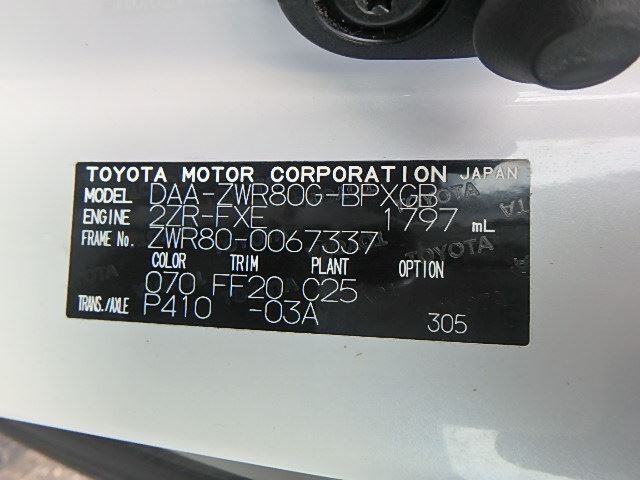 TOYOTA MOTOR CORPORATION JAPAN
MODEL DAA-ZWR80G-BPXGB
ENGINE 2ZR-FXE 1797 mL
FRAME No. ZWR80-0067337
COLOR TRIM PLANT OPTION
070 FF20 C25
TRANS./AXLE P410 -03A 305